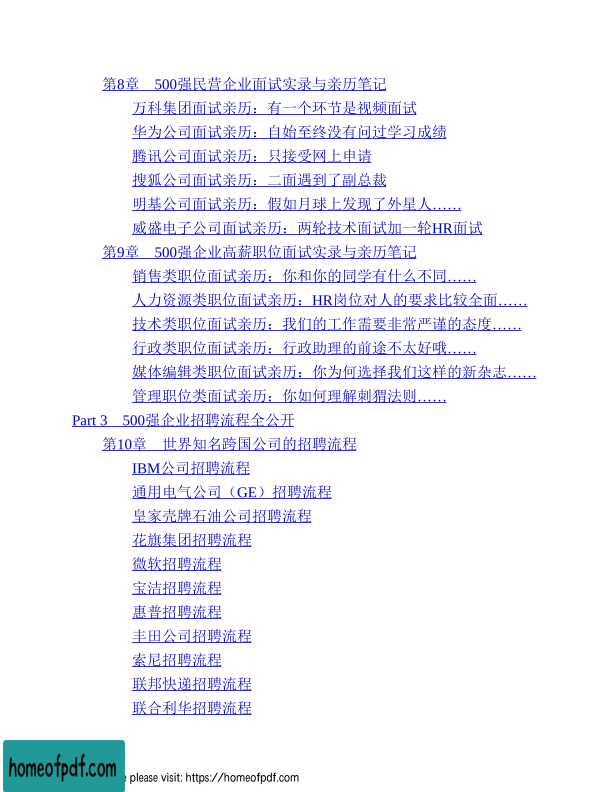 第8章　500强民营企业面试实录与亲历笔记
万科集团面试亲历：有一个环节是视频面试
华为公司面试亲历：自始至终没有问过学习成绩
腾讯公司面试亲历：只接受网上申请
搜狐公司面试亲历：二面遇到了副总裁
明基公司面试亲历：假如月球上发现了外星人……
威盛电子公司面试亲历：两轮技术面试加一轮HR面试
第9章　500强企业高薪职位面试实录与亲历笔记
销售类职位面试亲历：你和你的同学有什么不同……
人力资源类职位面试亲历：HR岗位对人的要求比较全面……
技术类职位面试亲历：我们的工作需要非常严谨的态度……
行政类职位面试亲历：行政助理的前途不太好哦……
媒体编辑类职位面试亲历：你为何选择我们这样的新杂志……
管理职位类面试亲历：你如何理解刺猬法则……
Part 3　500强企业招聘流程全公开
第10章　世界知名跨国公司的招聘流程
IBM公司招聘流程
通用电气公司（GE）招聘流程
皇家壳牌石油公司招聘流程
花旗集团招聘流程
微软招聘流程
宝洁招聘流程
惠普招聘流程
丰田公司招聘流程
索尼招聘流程
联邦快递招聘流程
联合利华招聘流程
homeofpdf.com
please visit: https://homeofpdf.com